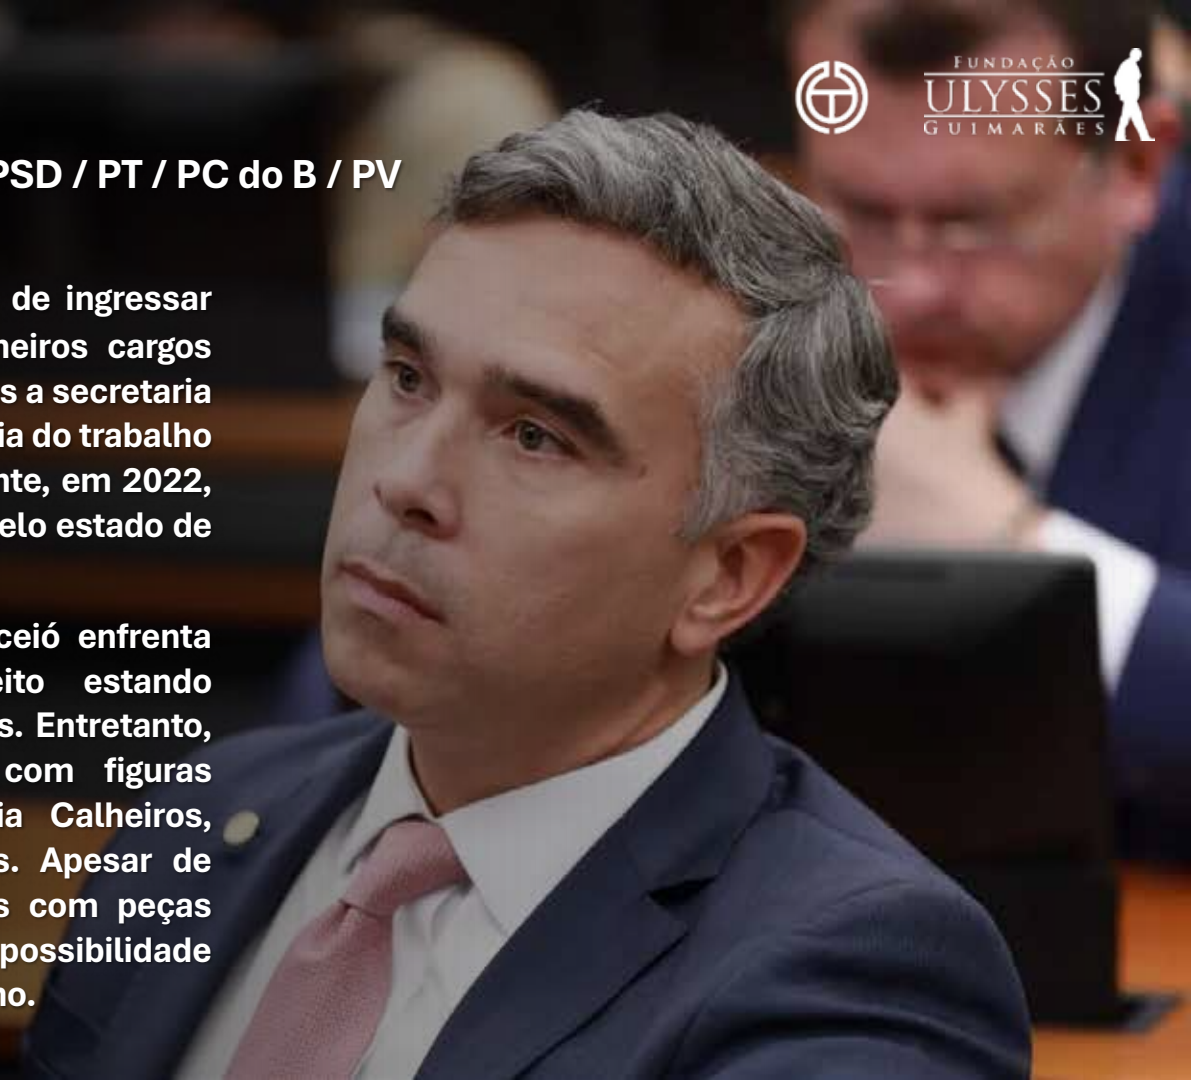 FUNDAÇÃO
ULYSSES
GUIMARÃES
PSD / PT / PC do B / PV
de ingressar
neiros cargos
s a secretaria
ia do trabalho
nte, em 2022,
elo estado de
ceió enfrenta
eito estando
s. Entretanto,
com figuras
ia Calheiros,
s. Apesar de
s com peças
possibilidade
no.